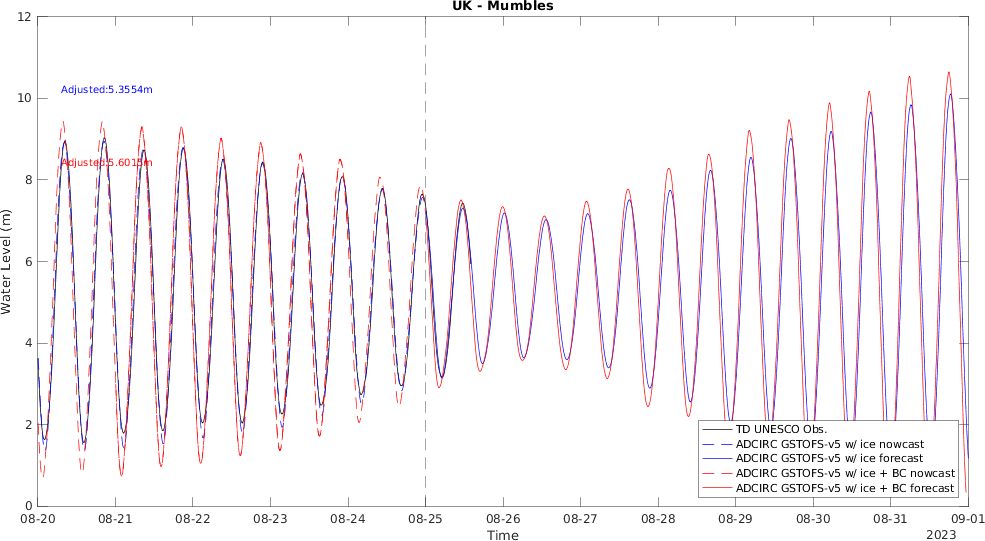 UK - Mumbles
12
10
8
6
4
2
0
Water Level (m)
Adjusted:5.3554m
Adjusted:5.6015m
TD UNESCO Obs.
ADCIRC GSTOFS-v5 w/ ice nowcast
ADCIRC GSTOFS-v5 w/ ice forecast
ADCIRC GSTOFS-v5 w/ ice + BC nowcast
ADCIRC GSTOFS-v5 w/ ice + BC forecast
08-20 08-21 08-22 08-23 08-24 08-25 08-26 08-27 08-28 08-29 08-30 08-31 09-01
Time
2023